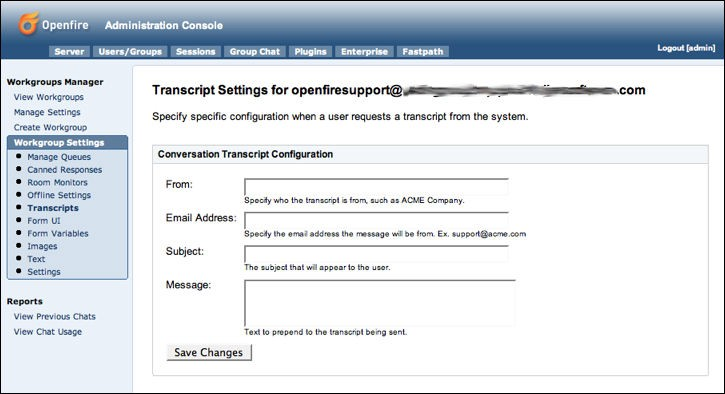 Openfire Administration Console
Server Users/Groups Sessions Group Chat Plugins Enterprise Fastpath
Logout [admin]
Workgroups Manager
View Workgroups
Manage Settings
Create Workgroup
Workgroup Settings
Manage Queues
Canned Responses
Room Monitors
Offline Settings
Transcripts
Form UI
Form Variables
Images
Text
Settings
Reports
View Previous Chats
View Chat Usage
Transcript Settings for openfiresupport@ .com
Specify specific configuration when a user requests a transcript from the system.
Conversation Transcript Configuration
From:
Specify who the transcript is from, such as ACME Company.
Email Address:
Specify the email address the message will be from. Ex. support@acme.com
Subject:
The subject that will appear to the user.
Message:
Text to prepend to the transcript being sent.
Save Changes